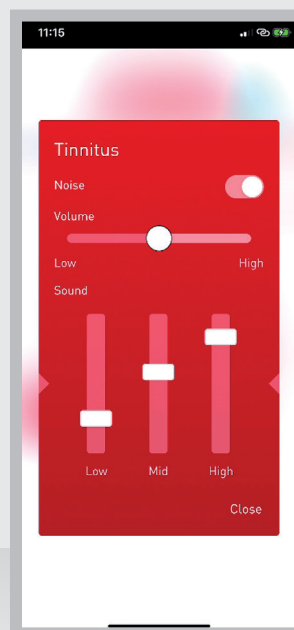 11:15
Tinnitus
Noise
Volume
Low High
Sound
Low Mid High
Close